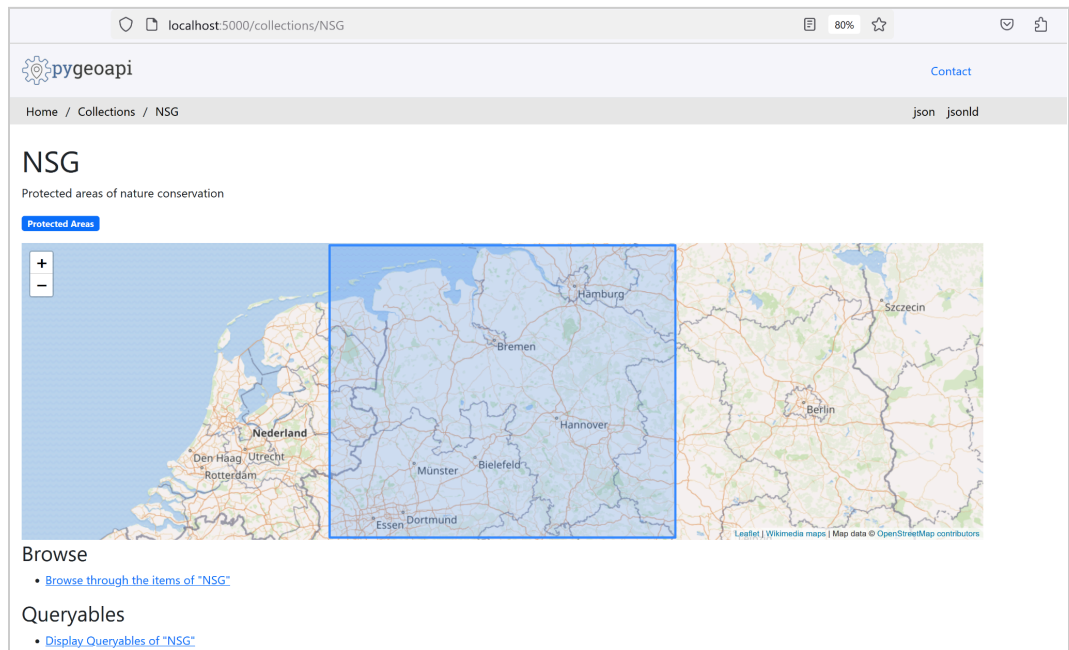 localhost:5000/collections/NSG
80%
pygeoapi
Contact
Home / Collections / NSG
json jsonld
NSG
Protected areas of nature conservation
Protected Areas
+
−
Hamburg
Szczecin
Bremen
Berlin
Hannover
Nederland
Den Haag
Utrecht
Bielefeld
Münster
Rotterdam
Dortmund
Essen
Leaflet | Wikimedia maps | Map data © OpenStreetMap contributors
Browse
• Browse through the items of "NSG"
Queryables
• Display Queryables of "NSG"